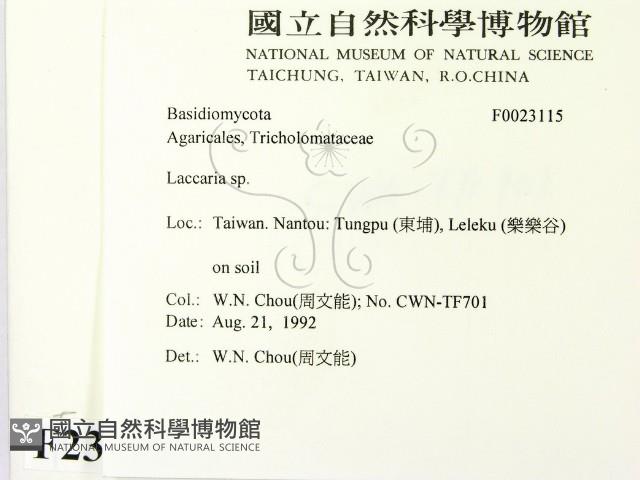 國立自然科學博物館
NATIONAL MUSEUM OF NATURAL SCIENCE
TAICHUNG, TAIWAN, R.O.CHINA
Basidiomycota F0023115
Agaricales, Tricholomataceae
Laccaria sp.
Loc.: Taiwan. Nantou: Tungpu (東埔), Leleku (樂樂谷)
on soil
Col.: W.N. Chou(周文能); No. CWN-TF701
Date: Aug. 21, 1992
Det.: W.N. Chou(周文能)
國立自然科學博物館
NATIONAL MUSEUM OF NATURAL SCIENCE
F23